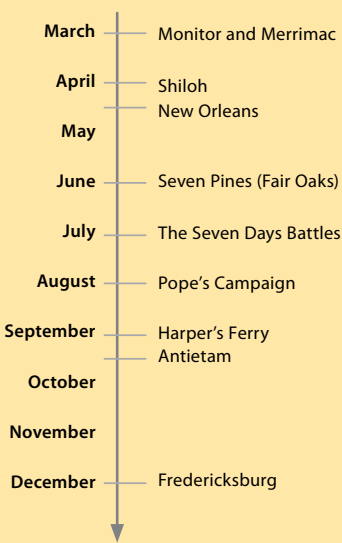 March Monitor and Merrimac
April Shiloh
New Orleans
May
June Seven Pines (Fair Oaks)
July The Seven Days Battles
August Pope's Campaign
September Harper's Ferry
Antietam
October
November
December Fredericksburg